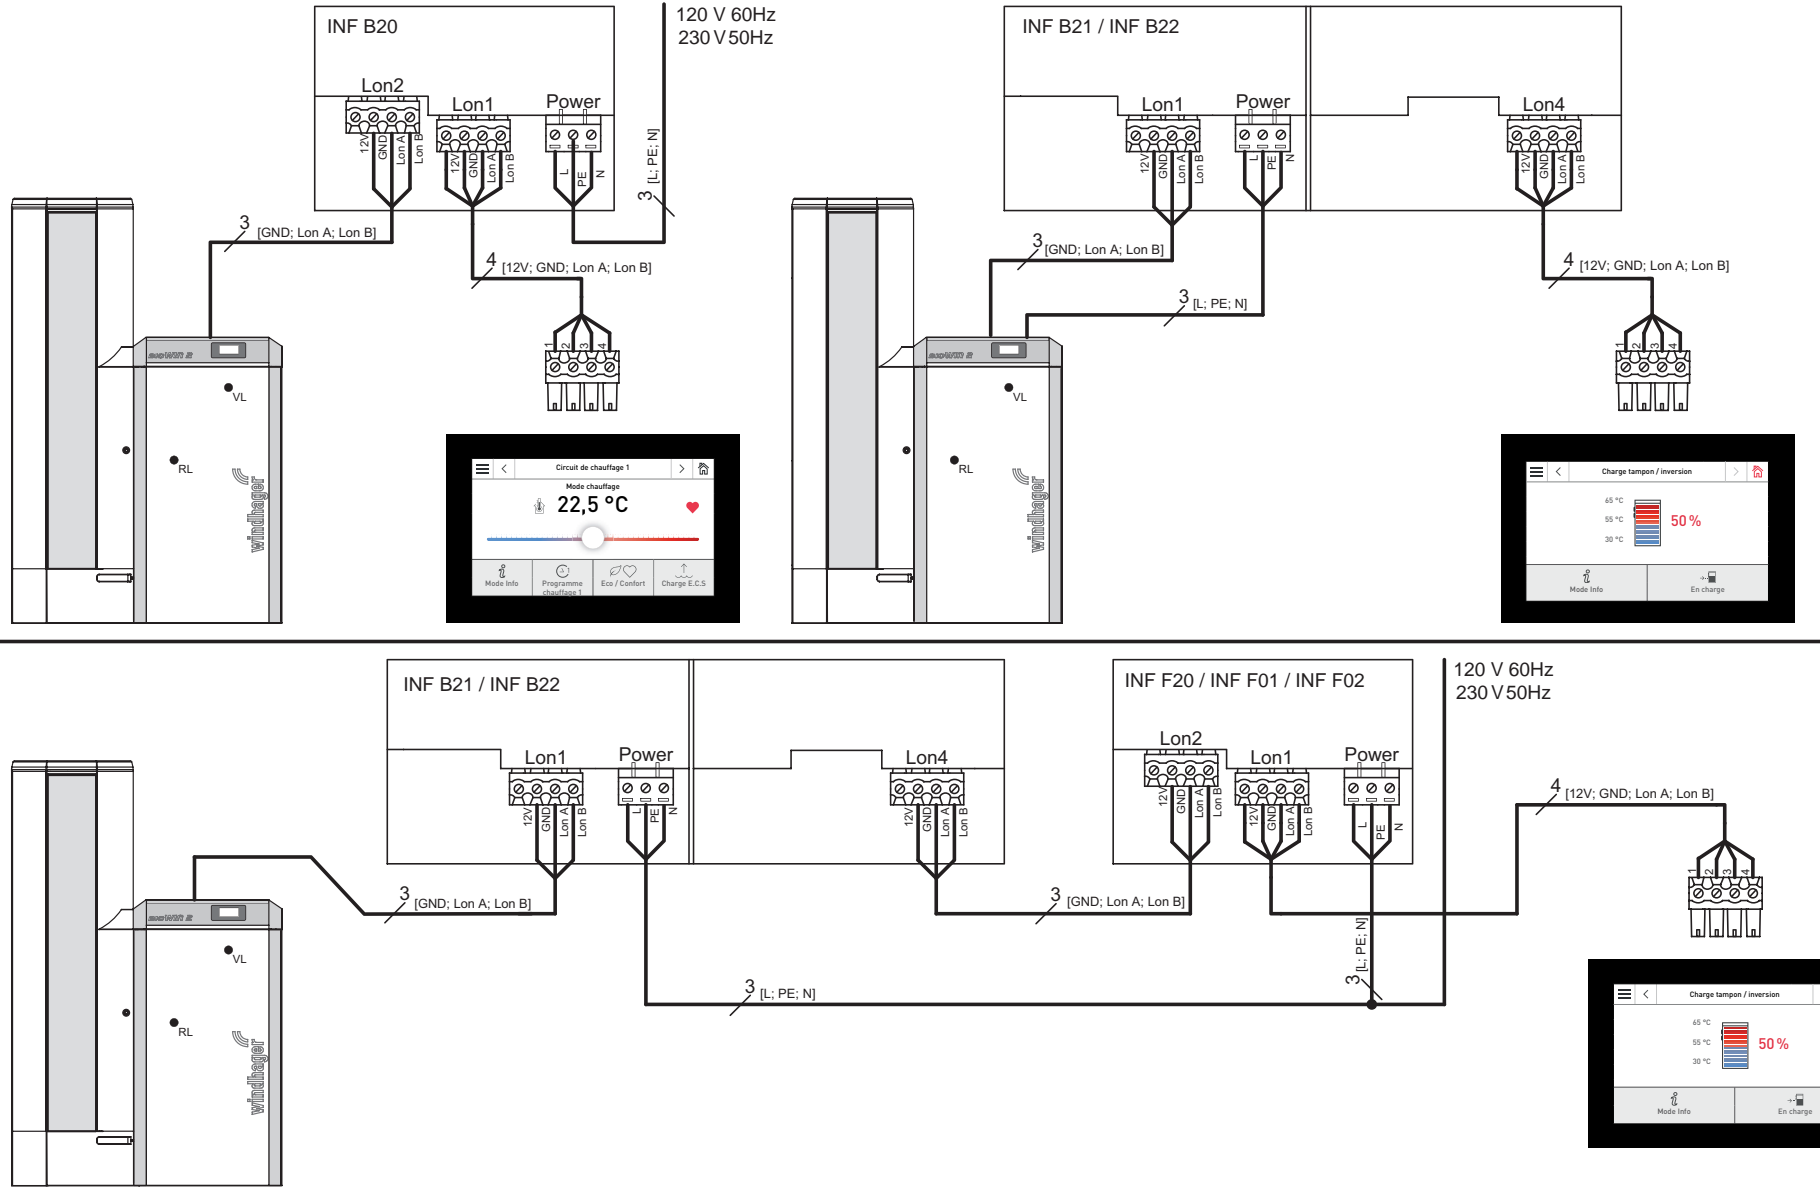 INF B20
120 V 60Hz
230 V 50Hz
Lon2
Lon1
Power
12V
GND
Lon A
Lon B
12V
GND
Lon A
Lon B
L
PE
N
3 [L; PE; N]
3 [GND; Lon A; Lon B]
4 [12V; GND; Lon A; Lon B]
1
2
3
4
VL
RL
windhager
Circuit de chauffage 1
Mode chauffage
22,5 °C
Mode Info
Programme chauffage 1
Eco / Confort
Charge E.C.S
INF B21 / INF B22
Lon1
Power
Lon4
12V
GND
Lon A
Lon B
L
PE
N
12V
GND
Lon A
Lon B
3 [GND; Lon A; Lon B]
3 [L; PE; N]
4 [12V; GND; Lon A; Lon B]
1
2
3
4
VL
RL
windhager
Charge tampon / inversion
65 °C
55 °C
30 °C
50 %
Mode Info
En charge
INF B21 / INF B22
Lon1
Power
Lon4
12V
GND
Lon A
Lon B
L
PE
N
12V
GND
Lon A
Lon B
INF F20 / INF F01 / INF F02
120 V 60Hz
230 V 50Hz
Lon2
Lon1
Power
12V
GND
Lon A
Lon B
12V
GND
Lon A
Lon B
L
PE
N
3 [GND; Lon A; Lon B]
3 [GND; Lon A; Lon B]
4 [12V; GND; Lon A; Lon B]
3 [L; PE; N]
3 [L; PE; N]
1
2
3
4
VL
RL
windhager
Charge tampon / inversion
65 °C
55 °C
30 °C
50 %
Mode Info
En charge